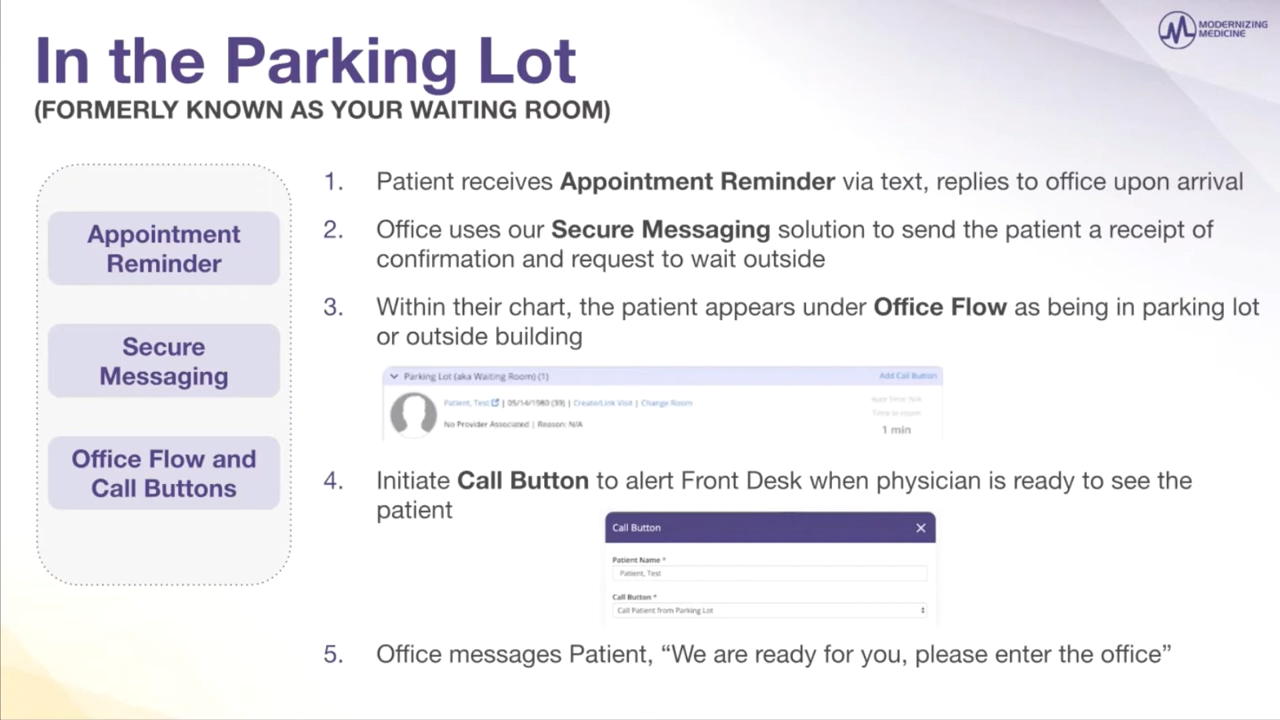 MODERNIZING
MEDICINE
In the Parking Lot
(FORMERLY KNOWN AS YOUR WAITING ROOM)
Appointment
Reminder
Secure
Messaging
Office Flow and
Call Buttons
1. Patient receives Appointment Reminder via text, replies to office upon arrival
2. Office uses our Secure Messaging solution to send the patient a receipt of
confirmation and request to wait outside
3. Within their chart, the patient appears under Office Flow as being in parking lot
or outside building
Parking Lot (aka Waiting Room) (1)
Add Call Button
Patient, Test | 05/14/1980 (39) | Create/Link Visit | Change Room
No Provider Associated | Reason: N/A
Time: N/A
Time in room
1 min
4. Initiate Call Button to alert Front Desk when physician is ready to see the
patient
Call Button
Patient Name *
Patient, Test
Call Button *
Call Patient from Parking Lot
5. Office messages Patient, “We are ready for you, please enter the office”